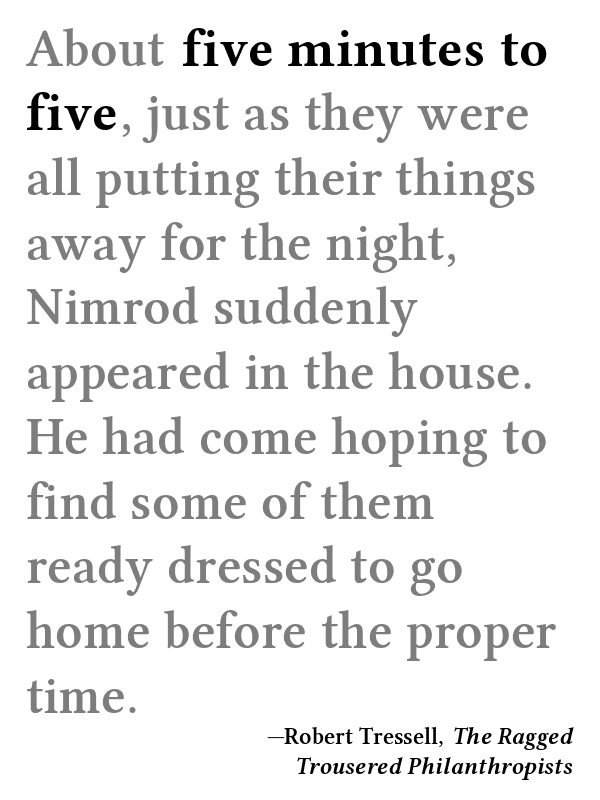 About five minutes to
five, just as they were
all putting their things
away for the night,
Nimrod suddenly
appeared in the house.
He had come hoping to
find some of them
ready dressed to go
home before the proper
time.
—Robert Tressell, The Ragged
Trousered Philanthropists